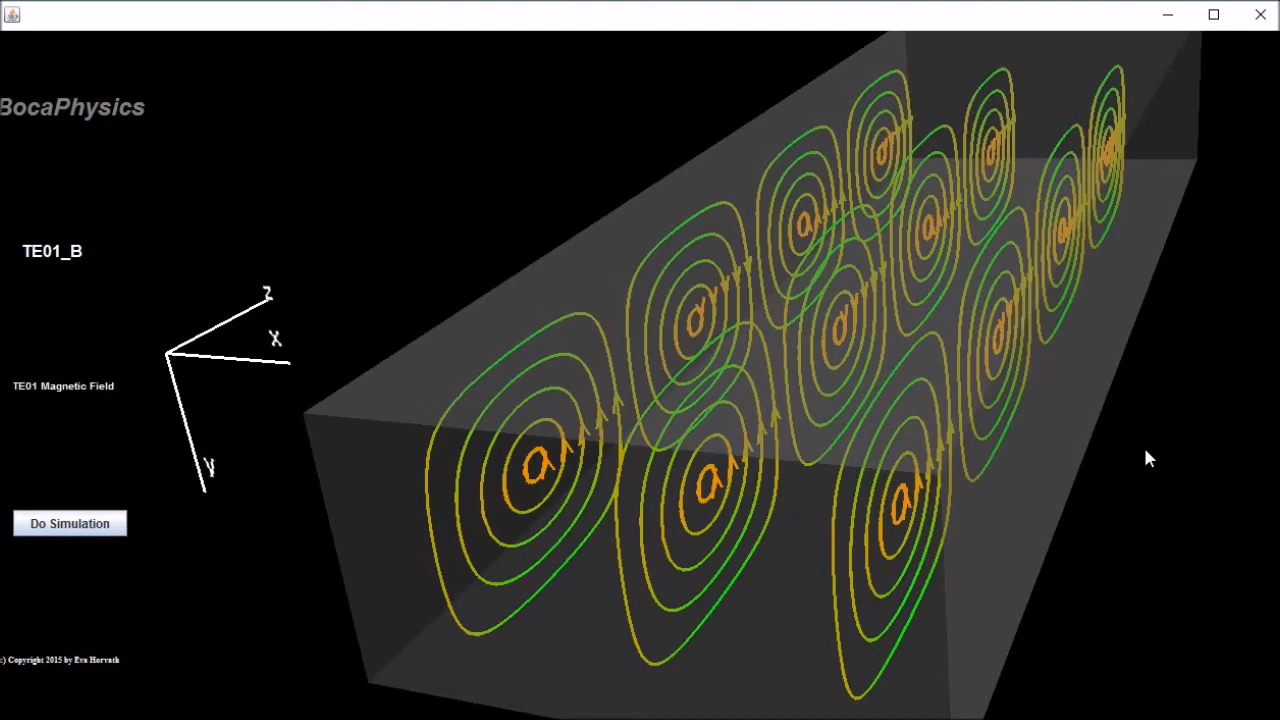 BocaPhysics
TE01_B
Z
X
TE01 Magnetic Field
Y
Do Simulation
c) Copyright 2015 by Eva Horvath